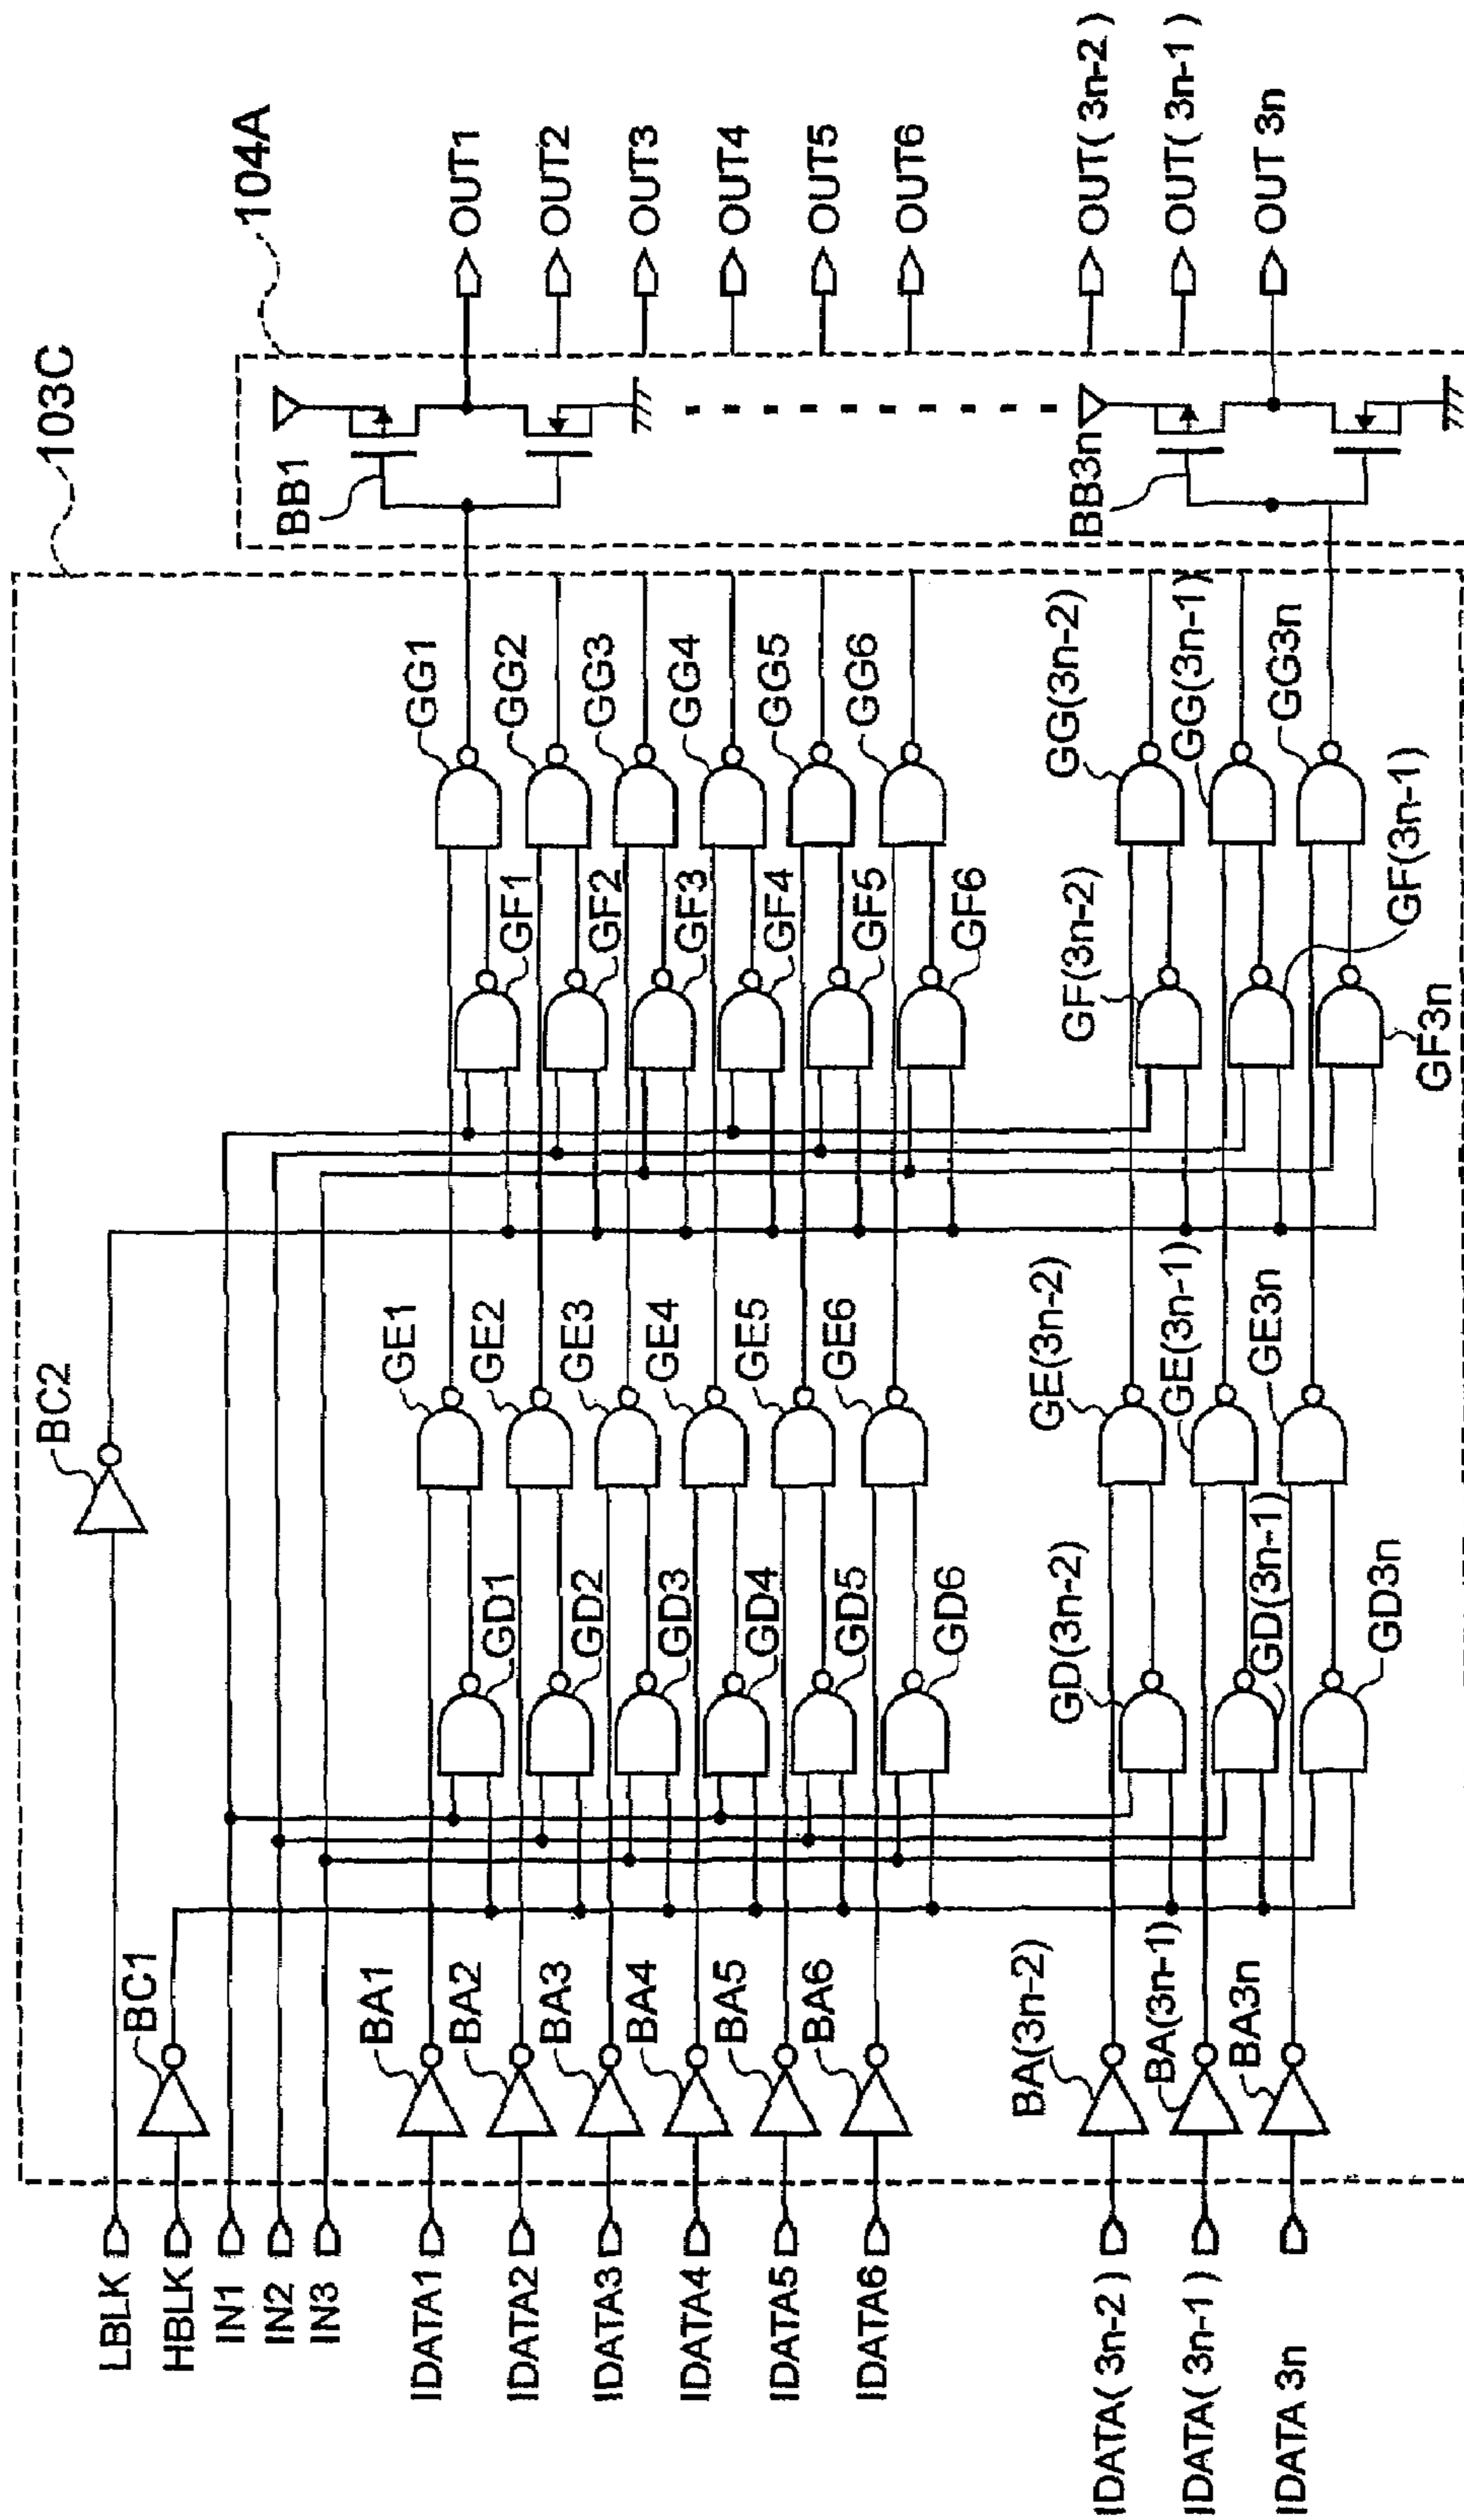 103C
104A
LBLK
HBLK
IN1
IN2
IN3
BC1
BC2
IDATA1
IDATA2
IDATA3
IDATA4
IDATA5
IDATA6
IDATA( 3n-2 )
IDATA( 3n-1 )
IDATA 3n
BA1
BA2
BA3
BA4
BA5
BA6
BA(3n-2)
BA(3n-1)
BA3n
GD1
GD2
GD3
GD4
GD5
GD6
GD(3n-2)
GD(3n-1)
GD3n
GE1
GE2
GE3
GE4
GE5
GE6
GE(3n-2)
GE(3n-1)
GE3n
GF1
GF2
GF3
GF4
GF5
GF6
GF(3n-2)
GF(3n-1)
GF3n
GG1
GG2
GG3
GG4
GG5
GG6
GG(3n-2)
GG(3n-1)
GG3n
BB1
BB3n
OUT1
OUT2
OUT3
OUT4
OUT5
OUT6
OUT( 3n-2 )
OUT( 3n-1 )
OUT 3n